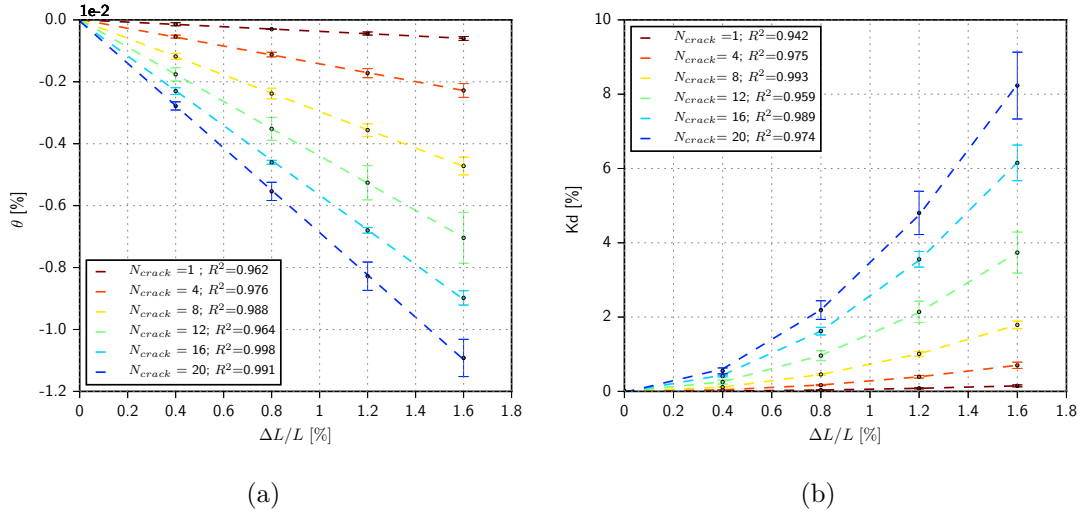 1e-2
0.0
-0.2
-0.4
-0.6
-0.8
-1.0
-1.2
θ [%]
N_crack =1 ; R²=0.962
N_crack = 4; R²=0.976
N_crack = 8; R²=0.988
N_crack = 12; R²=0.964
N_crack = 16; R²=0.998
N_crack = 20; R²=0.991
0 0.2 0.4 0.6 0.8 1 1.2 1.4 1.6 1.8
ΔL/L [%]
(a)
10
8
6
4
2
0
Kd [%]
N_crack =1; R²=0.942
N_crack= 4; R²=0.975
N_crack= 8; R²=0.993
N_crack= 12; R²=0.959
N_crack= 16; R²=0.989
N_crack= 20; R²=0.974
0 0.2 0.4 0.6 0.8 1 1.2 1.4 1.6 1.8
ΔL/L [%]
(b)